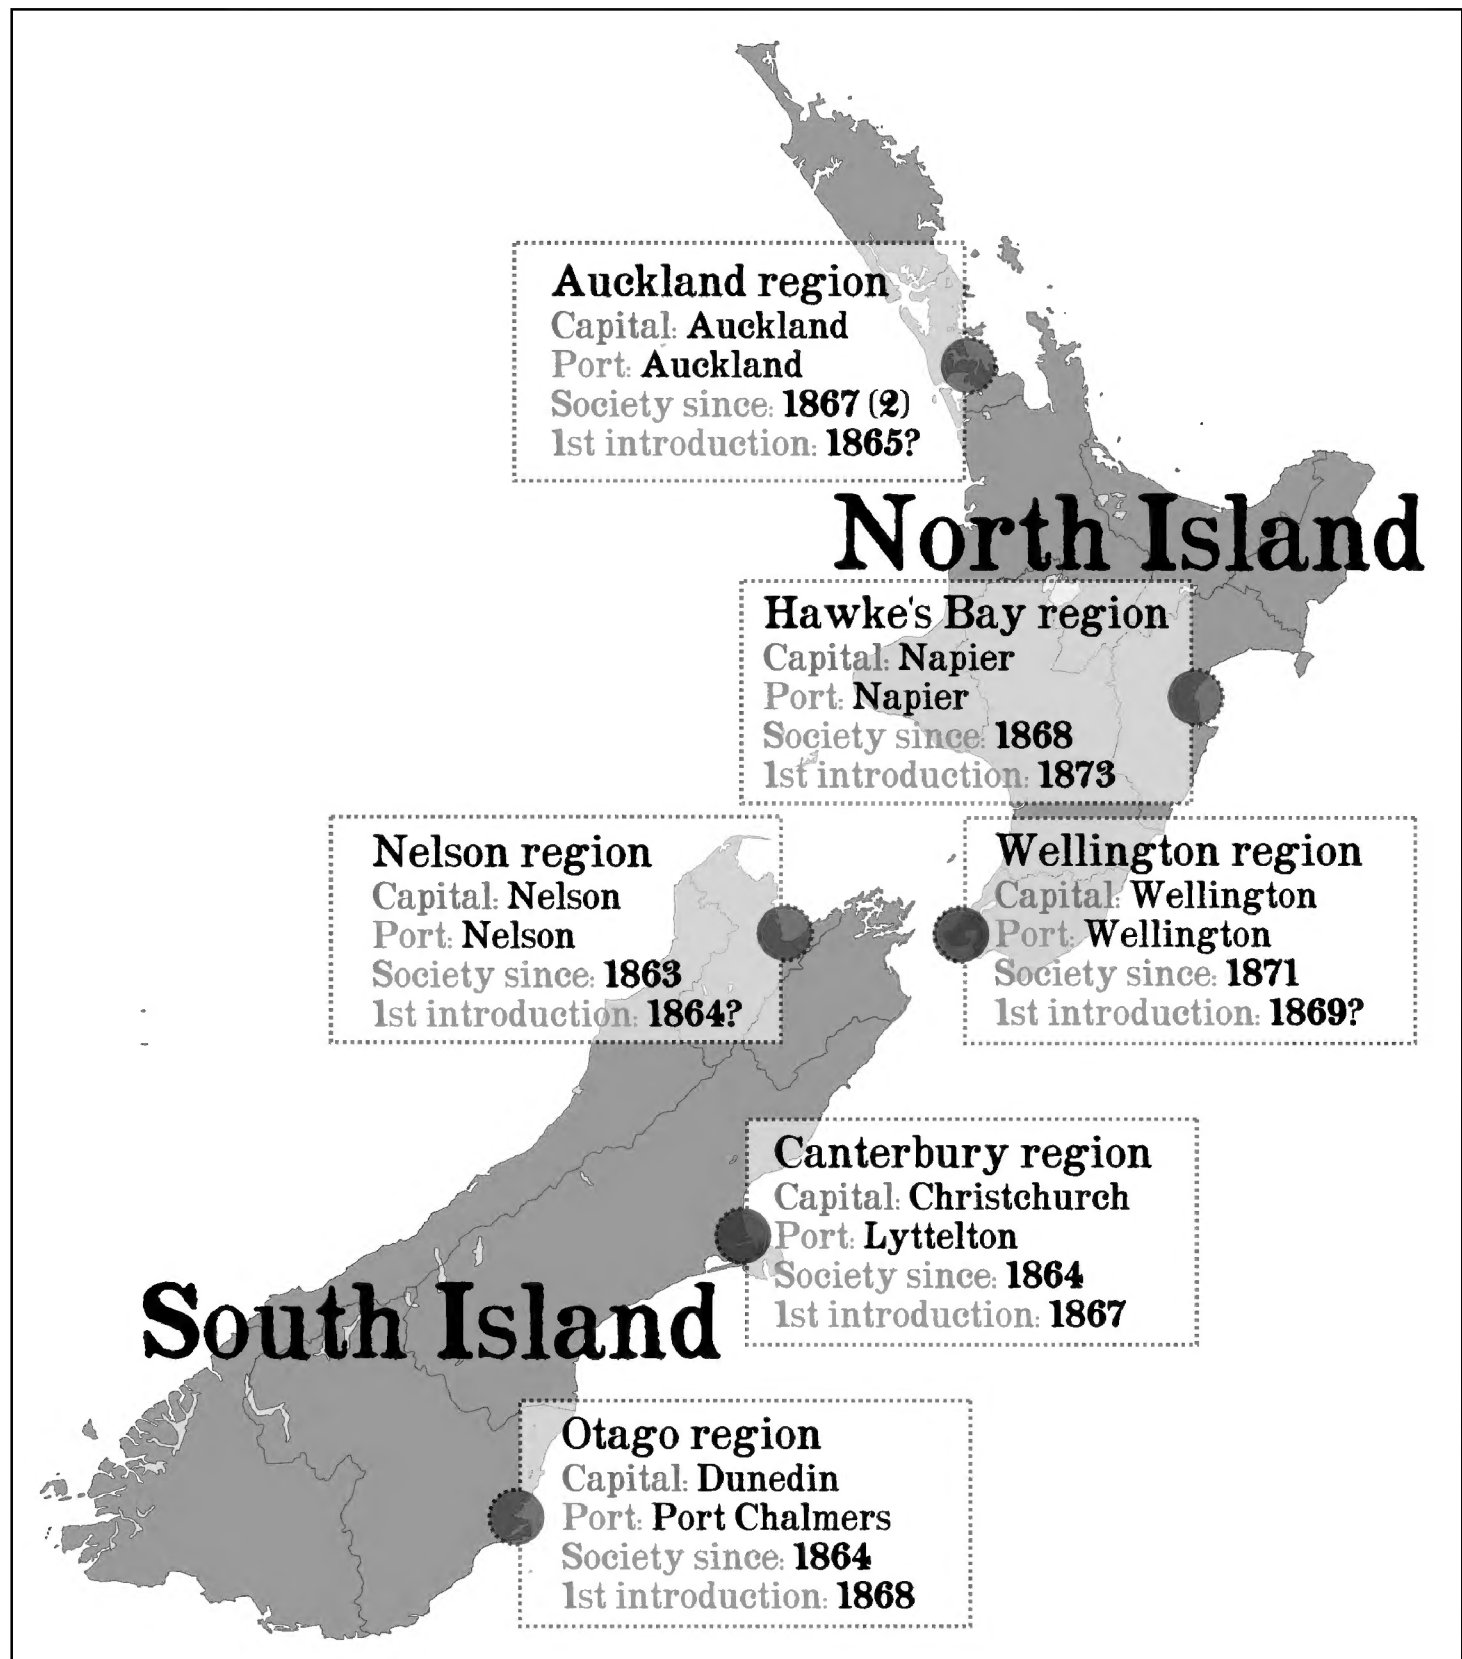 Auckland region
Capital: Auckland
Port: Auckland
Society since: 1867 (2)
1st introduction: 1865?
North Island
Hawke's Bay region
Capital: Napier
Port: Napier
Society since: 1868
1st introduction: 1873
Nelson region
Capital: Nelson
Port: Nelson
Society since: 1863
1st introduction: 1864?
Wellington region
Capital: Wellington
Port: Wellington
Society since: 1871
1st introduction: 1869?
Canterbury region
Capital: Christchurch
Port: Lyttelton
Society since: 1864
1st introduction: 1867
South Island
Otago region
Capital: Dunedin
Port: Port Chalmers
Society since: 1864
1st introduction: 1868